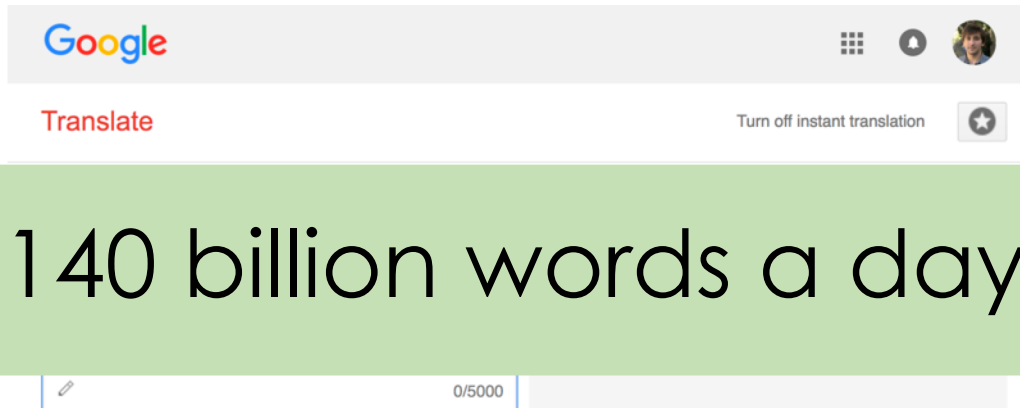 Google
Translate
Turn off instant translation
140 billion words a day
0/5000